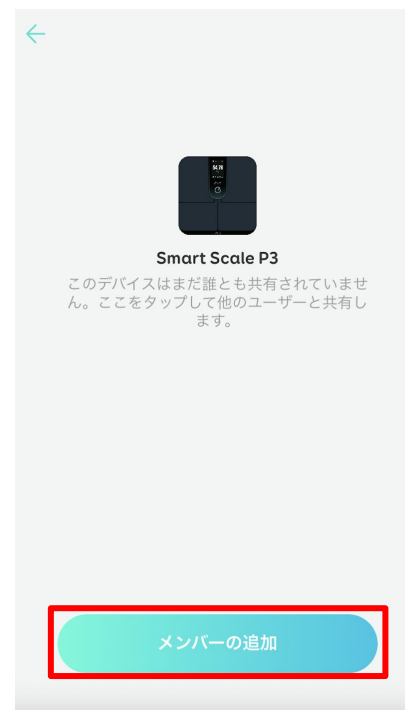 Smart Scale P3
このデバイスはまだ誰とも共有されていませ
ん。ここをタップして他のユーザーと共有し
ます。
メンバーの追加